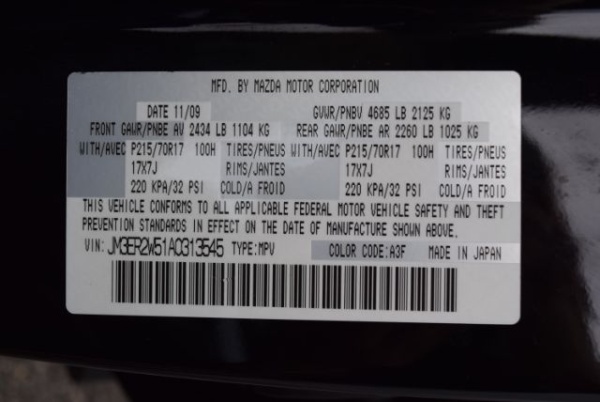 MFD. BY MAZDA MOTOR CORPORATION
DATE 11/09 GVWR/PNBV 4685 LB 2125 KG
FRONT GAWR/PNBE AV 2434 LB 1104 KG REAR GAWR/PNBE AR 2260 LB 1025 KG
WITH/AVEC P215/70R17 100H TIRES/PNEUS WITH/AVEC P215/70R17 100H TIRES/PNEUS
17X7J RIMS/JANTES 17X7J RIMS/JANTES
220 KPA/32 PSI COLD/A FROID 220 KPA/32 PSI COLD/A FROID
THIS VEHICLE CONFORMS TO ALL APPLICABLE FEDERAL MOTOR VEHICLE SAFETY AND THEFT
PREVENTION STANDARDS IN EFFECT ON THE DATE OF MANUFACTURE SHOWN ABOVE.
VIN: JM3ER2W51A0313545 TYPE: MPV COLOR CODE: A3F MADE IN JAPAN